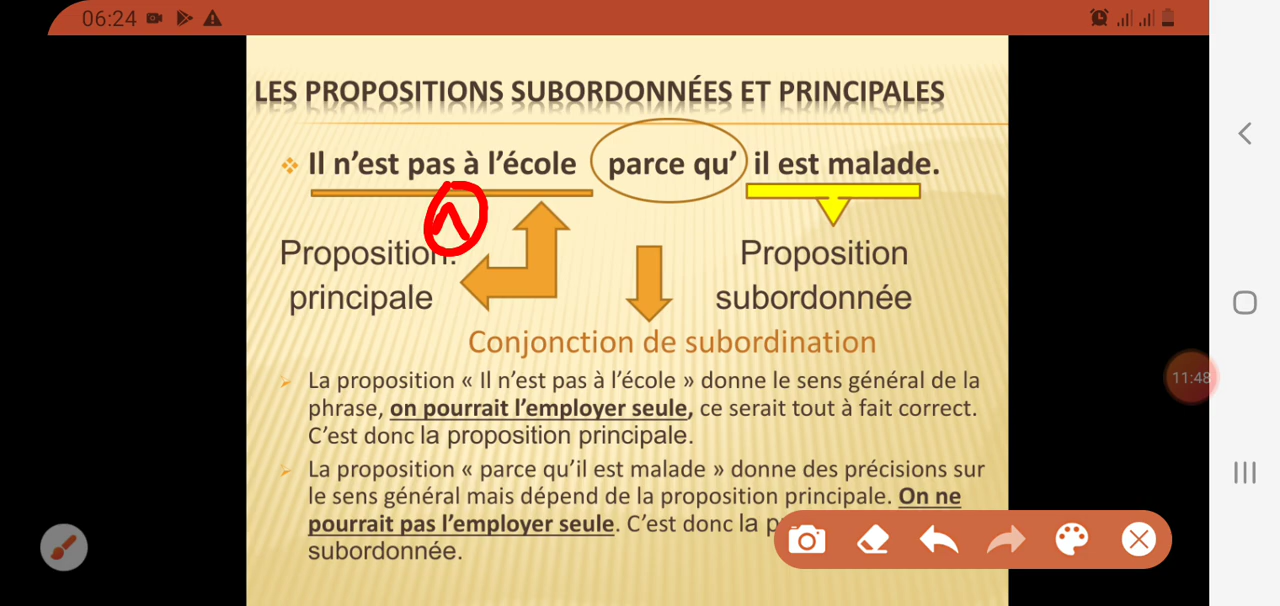 06:24
LES PROPOSITIONS SUBORDONNÉES ET PRINCIPALES
Il n'est pas à l'école parce qu' il est malade.
Proposition
principale
Proposition
subordonnée
Conjonction de subordination
La proposition « Il n'est pas à l'école » donne le sens général de la
phrase, on pourrait l'employer seule, ce serait tout à fait correct.
C'est donc la proposition principale.
La proposition « parce qu'il est malade » donne des précisions sur
le sens général mais dépend de la proposition principale. On ne
pourrait pas l'employer seule. C'est donc la
subordonnée.
11:48